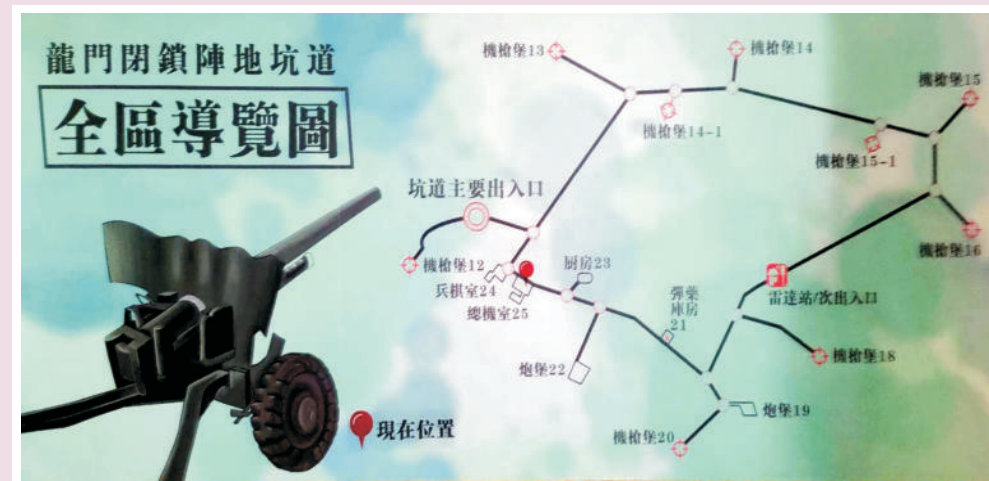 龍門閉鎖陣地坑道
全區導覽圖
機槍堡13
機槍堡14
機槍堡15
機槍堡14-1
機槍堡15-1
坑道主要出入口
機槍堡16
機槍堡12
厨房23
兵棋室24
雷達站/次出入口
彈藥
庫房
21
總機室25
機槍堡18
炮堡22
炮堡19
現在位置
機槍堡20